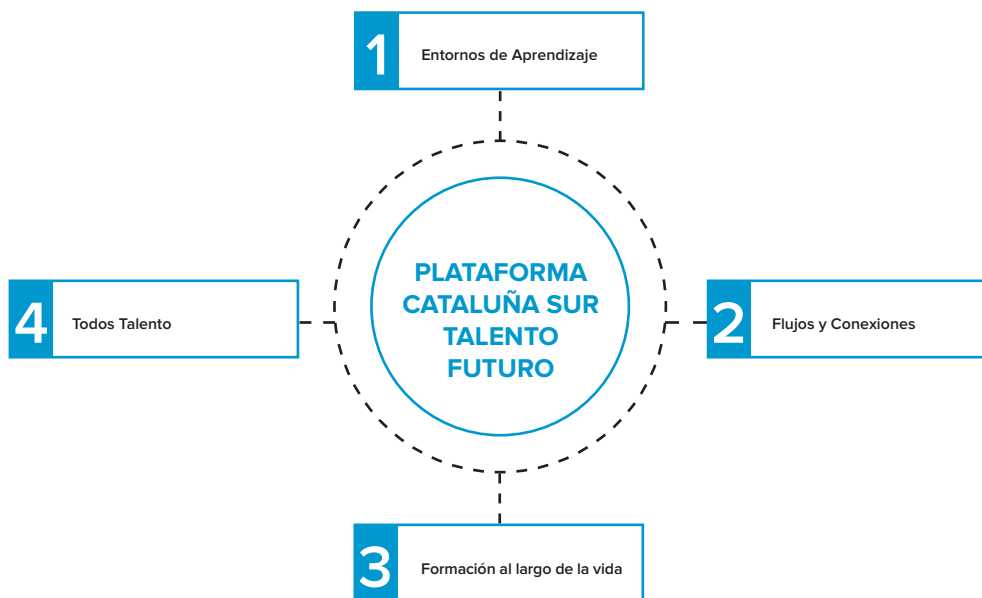 1
Entornos de Aprendizaje
PLATAFORMA
CATALUÑA SUR
TALENTO
FUTURO
4
Todos Talento
2
Flujos y Conexiones
3
Formación al largo de la vida